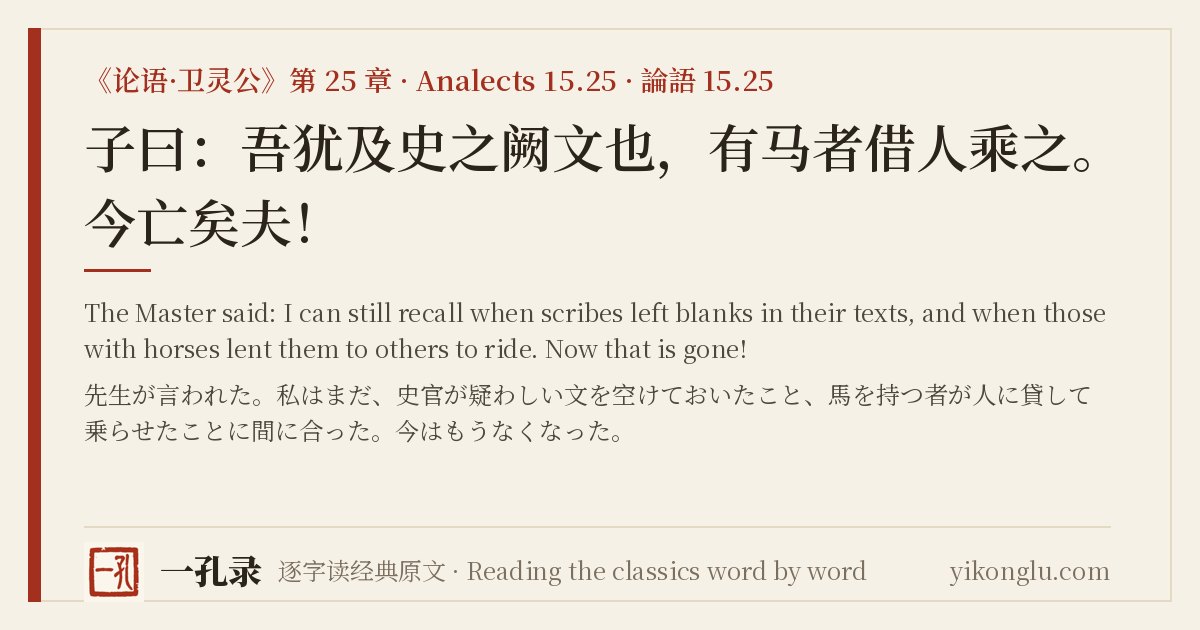 《论语·卫灵公》第 25 章 · Analects 15.25 · 論語 15.25
子曰：吾犹及史之阙文也，有马者借人乘之。
今亡矣夫！
The Master said: I can still recall when scribes left blanks in their texts, and when those
with horses lent them to others to ride. Now that is gone!
先生が言われた。私はまだ、史官が疑わしい文を空けておいたこと、馬を持つ者が人に貸して
乗らせたことに間に合った。今はもうなくなった。
一孔 一孔录 逐字读经典原文 · Reading the classics word by word yikonglu.com